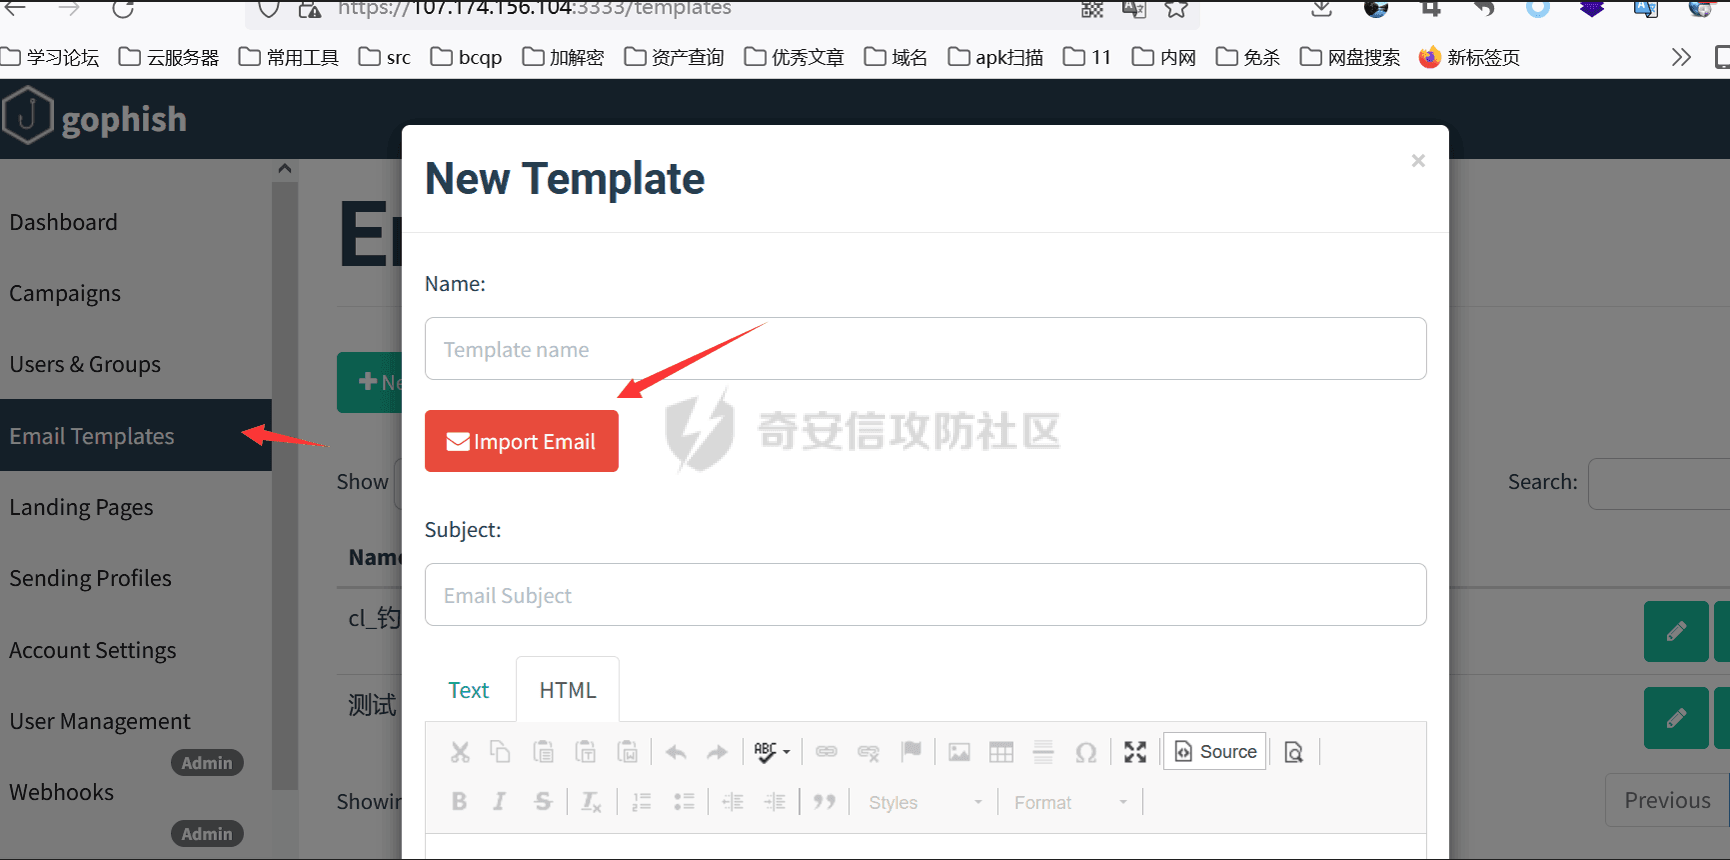 https://107.174.156.104:3333/templates
学习论坛 云服务器 常用工具 src bcqp 加解密 资产查询 优秀文章 域名 apk扫描 11 内网 免杀 网盘搜索 新标签页
gophish
New Template
×
Dashboard
Campaigns
Users & Groups
Email Templates
Landing Pages
Sending Profiles
Account Settings
User Management
Admin
Webhooks
Admin
Show
Search:
cl_钓
测试
Previous
Name:
Template name
Import Email
奇安信攻防社区
Subject:
Email Subject
Text HTML
ABC
Source
B I S
Styles Format